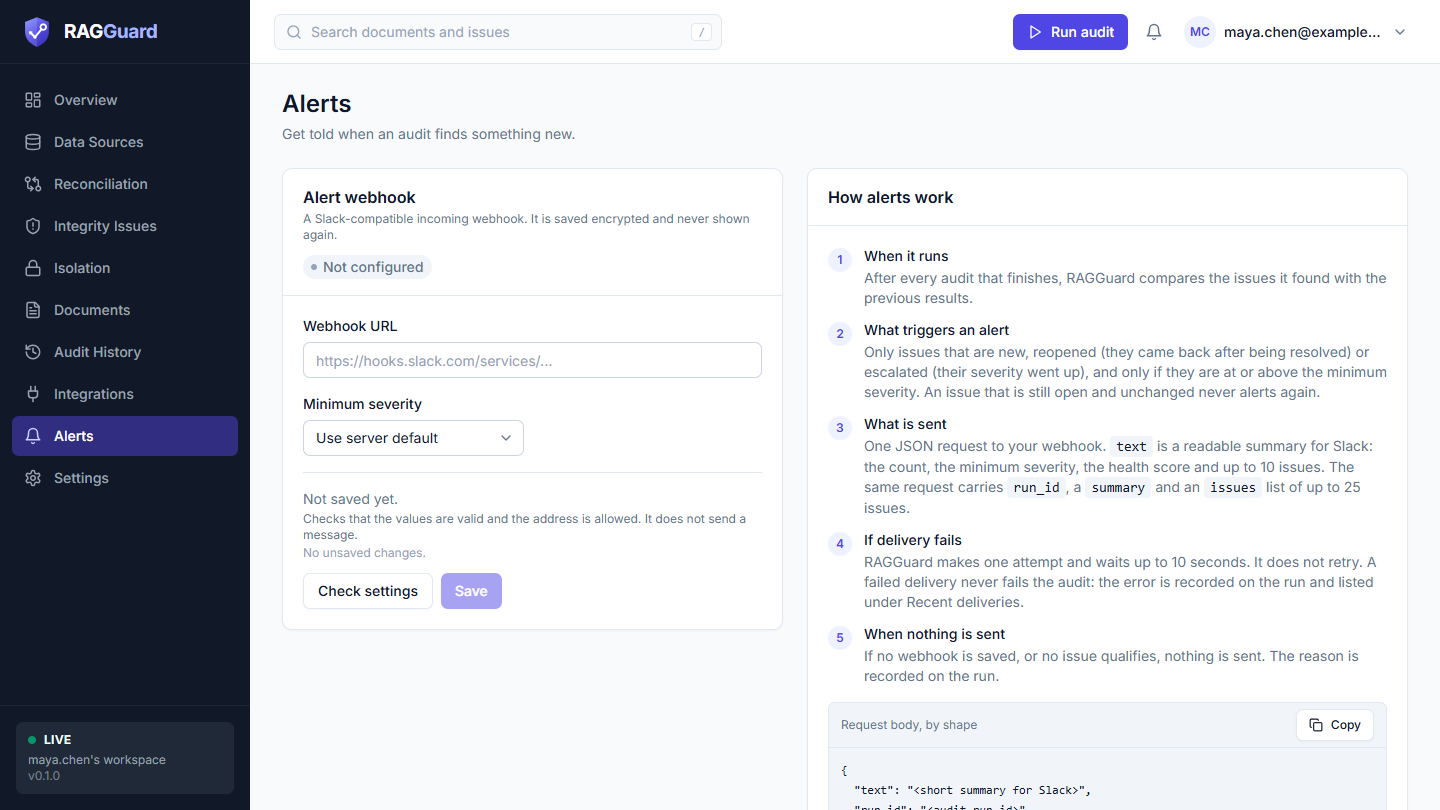 RAGGuard
Overview
Data Sources
Reconciliation
Integrity Issues
Isolation
Documents
Audit History
Integrations
Alerts
Settings
LIVE
maya.chen's workspace
v0.1.0
Search documents and issues
/
Run audit
MC
maya.chen@example...
Alerts
Get told when an audit finds something new.
Alert webhook
A Slack-compatible incoming webhook. It is saved encrypted and never shown
again.
Not configured
Webhook URL
https://hooks.slack.com/services/...
Minimum severity
Use server default
Not saved yet.
Checks that the values are valid and the address is allowed. It does not send a
message.
No unsaved changes.
Check settings
Save
How alerts work
1
When it runs
After every audit that finishes, RAGGuard compares the issues it found with the
previous results.
2
What triggers an alert
Only issues that are new, reopened (they came back after being resolved) or
escalated (their severity went up), and only if they are at or above the minimum
severity. An issue that is still open and unchanged never alerts again.
3
What is sent
One JSON request to your webhook. text is a readable summary for Slack:
the count, the minimum severity, the health score and up to 10 issues. The
same request carries run_id, a summary and an issues list of up to 25
issues.
4
If delivery fails
RAGGuard makes one attempt and waits up to 10 seconds. It does not retry. A
failed delivery never fails the audit: the error is recorded on the run and listed
under Recent deliveries.
5
When nothing is sent
If no webhook is saved, or no issue qualifies, nothing is sent. The reason is
recorded on the run.
Request body, by shape
Copy
{
"text": "<short summary for Slack>",
"run_id": "<audit run id>",